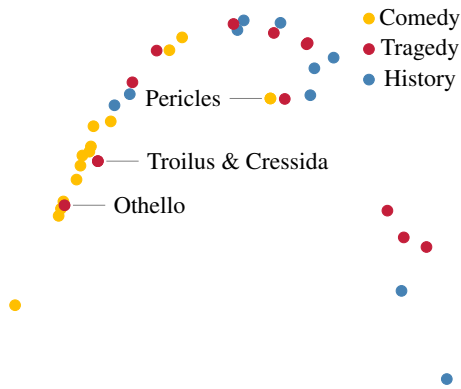 Comedy
Tragedy
History
Pericles
Troilus & Cressida
Othello